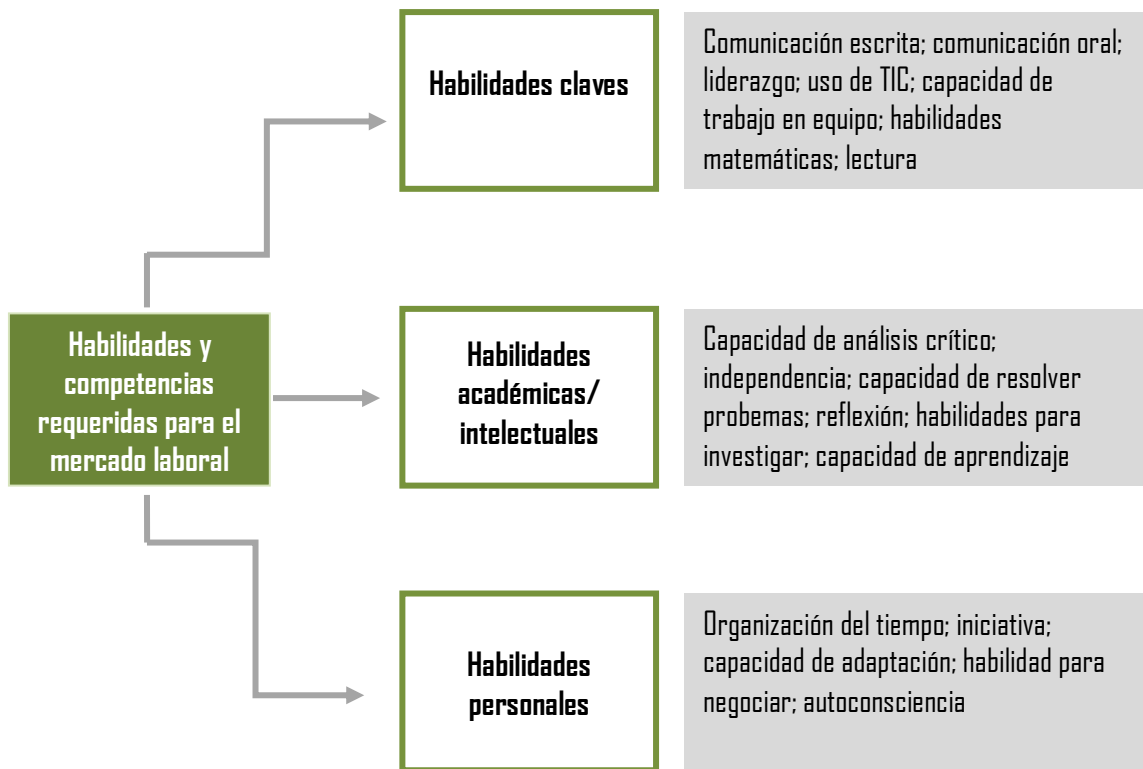 Habilidades y
competencias
requeridas para el
mercado laboral
Habilidades claves
Comunicación escrita; comunicación oral;
liderazgo; uso de TIC; capacidad de
trabajo en equipo; habilidades
matemáticas; lectura
Habilidades
académicas/
intelectuales
Capacidad de análisis crítico;
independencia; capacidad de resolver
probemas; reflexión; habilidades para
investigar; capacidad de aprendizaje
Habilidades
personales
Organización del tiempo; iniciativa;
capacidad de adaptación; habilidad para
negociar; autoconsciencia